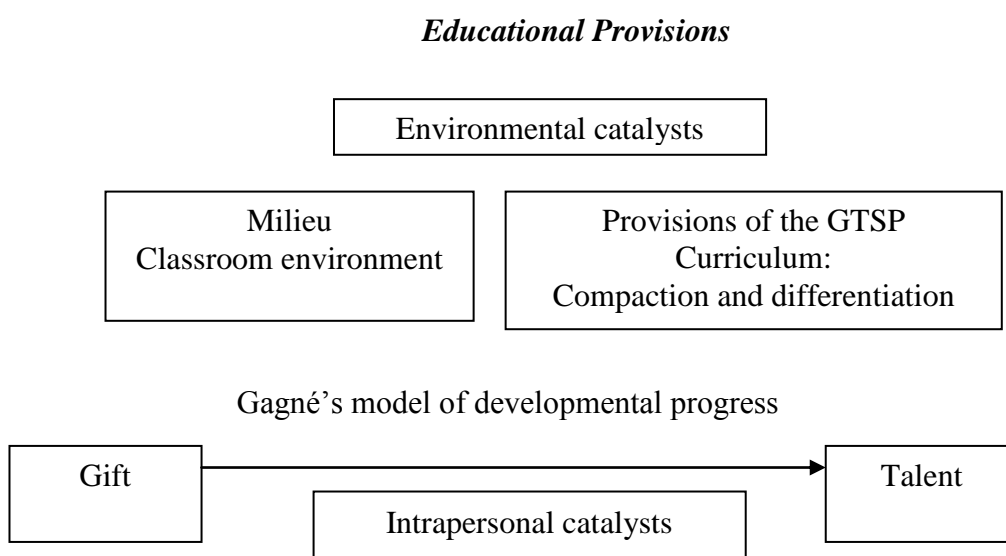 Educational Provisions
Environmental catalysts
Milieu
Classroom environment
Provisions of the GTSP
Curriculum:
Compaction and differentiation
Gagné's model of developmental progress
Gift
Talent
Intrapersonal catalysts